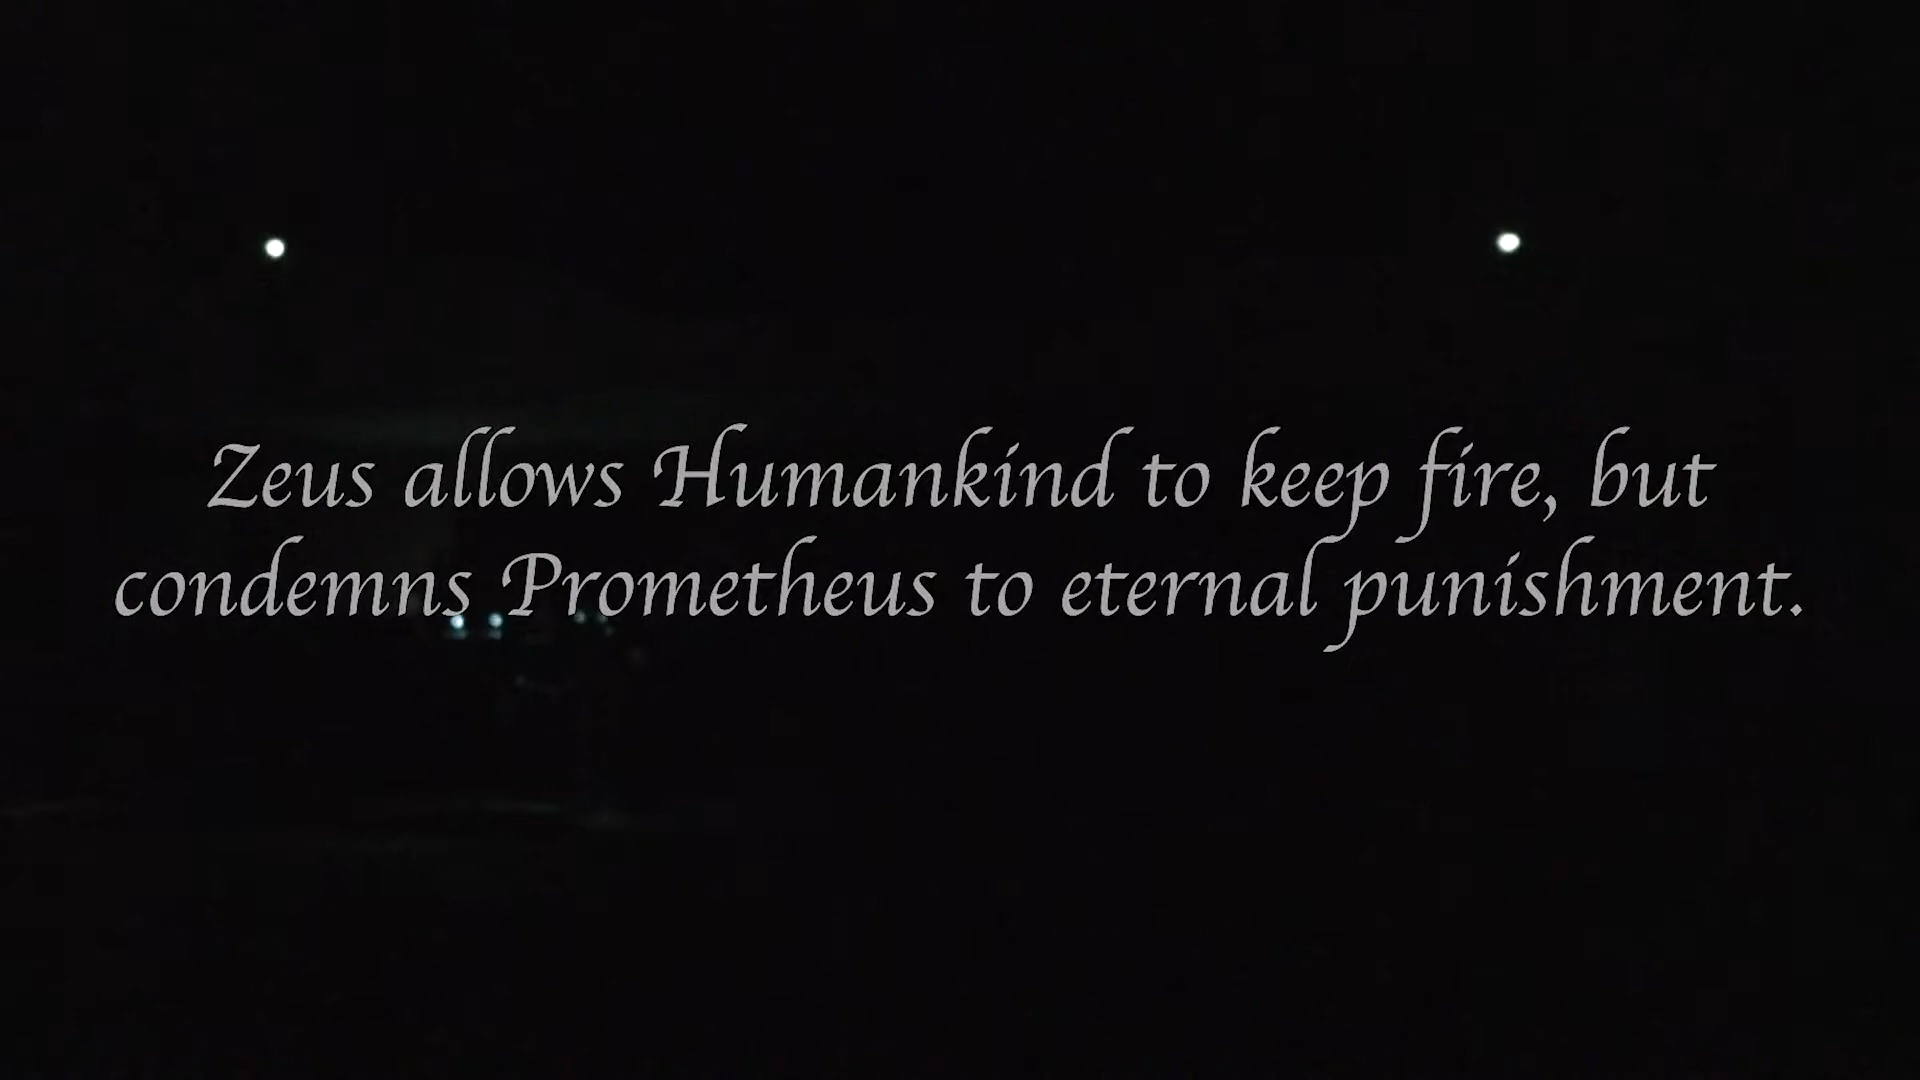 Zeus allows Humankind to keep fire, but
condemns Prometheus to eternal punishment.